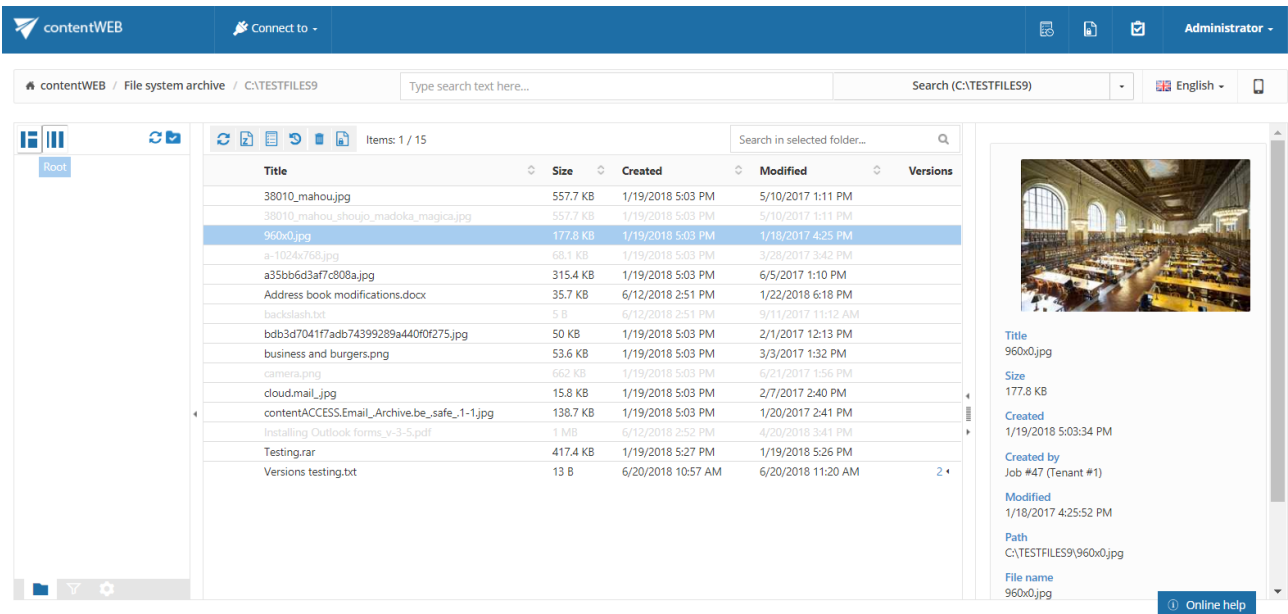 contentWEB Connect to Administrator
contentWEB / File system archive / C:\TESTFILES9 Type search text here... Search (C:\TESTFILES9) English
Root
Items: 1 / 15 Search in selected folder...
Title Size Created Modified Versions
38010_mahou.jpg 557.7 KB 1/19/2018 5:03 PM 5/10/2017 1:11 PM
38010_mahou_shoujo_madoka_magica.jpg 557.7 KB 1/19/2018 5:03 PM 5/10/2017 1:11 PM
960x0.jpg 177.8 KB 1/19/2018 5:03 PM 1/18/2017 4:25 PM
a-1024x768.jpg 68.1 KB 1/19/2018 5:03 PM 3/28/2017 3:42 PM
a35bb6d3af7c808a.jpg 315.4 KB 1/19/2018 5:03 PM 6/5/2017 1:10 PM
Address book modifications.docx 35.7 KB 6/12/2018 2:51 PM 1/22/2018 6:18 PM
backslash.txt 5 B 6/12/2018 2:51 PM 9/11/2017 11:12 AM
bdb3d7041f7adb74399289a440f0f275.jpg 50 KB 1/19/2018 5:03 PM 2/1/2017 12:13 PM
business and burgers.png 53.6 KB 1/19/2018 5:03 PM 3/3/2017 1:32 PM
camera.png 662 KB 1/19/2018 5:03 PM 6/21/2017 1:56 PM
cloud.mail_.jpg 15.8 KB 1/19/2018 5:03 PM 2/7/2017 2:40 PM
contentACCESS.Email_.Archive.be_.safe_.1-1.jpg 138.7 KB 1/19/2018 5:03 PM 1/20/2017 2:41 PM
Installing Outlook forms_v-3-5.pdf 1 MB 6/12/2018 2:52 PM 4/20/2018 3:41 PM
Testing.rar 417.4 KB 1/19/2018 5:27 PM 1/19/2018 5:26 PM
Versions testing.txt 13 B 6/20/2018 10:57 AM 6/20/2018 11:20 AM 2
Title
960x0.jpg
Size
177.8 KB
Created
1/19/2018 5:03:34 PM
Created by
Job #47 (Tenant #1)
Modified
1/18/2017 4:25:52 PM
Path
C:\TESTFILES9\960x0.jpg
File name
960x0.jpg
Online help